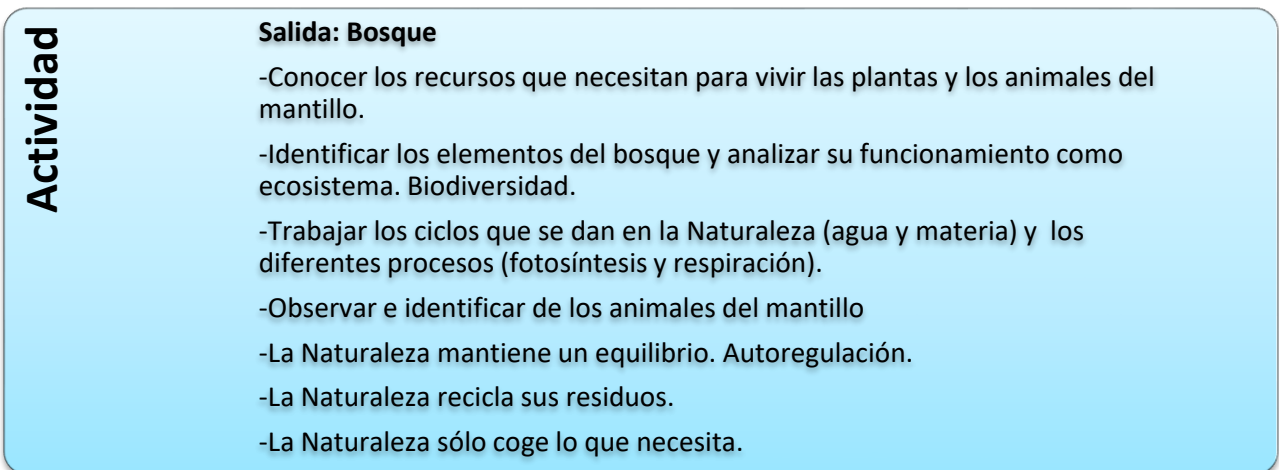 Actividad
Salida: Bosque
-Conocer los recursos que necesitan para vivir las plantas y los animales del
mantillo.
-Identificar los elementos del bosque y analizar su funcionamiento como
ecosistema. Biodiversidad.
-Trabajar los ciclos que se dan en la Naturaleza (agua y materia) y  los
diferentes procesos (fotosíntesis y respiración).
-Observar e identificar de los animales del mantillo
-La Naturaleza mantiene un equilibrio. Autoregulación.
-La Naturaleza recicla sus residuos.
-La Naturaleza sólo coge lo que necesita.